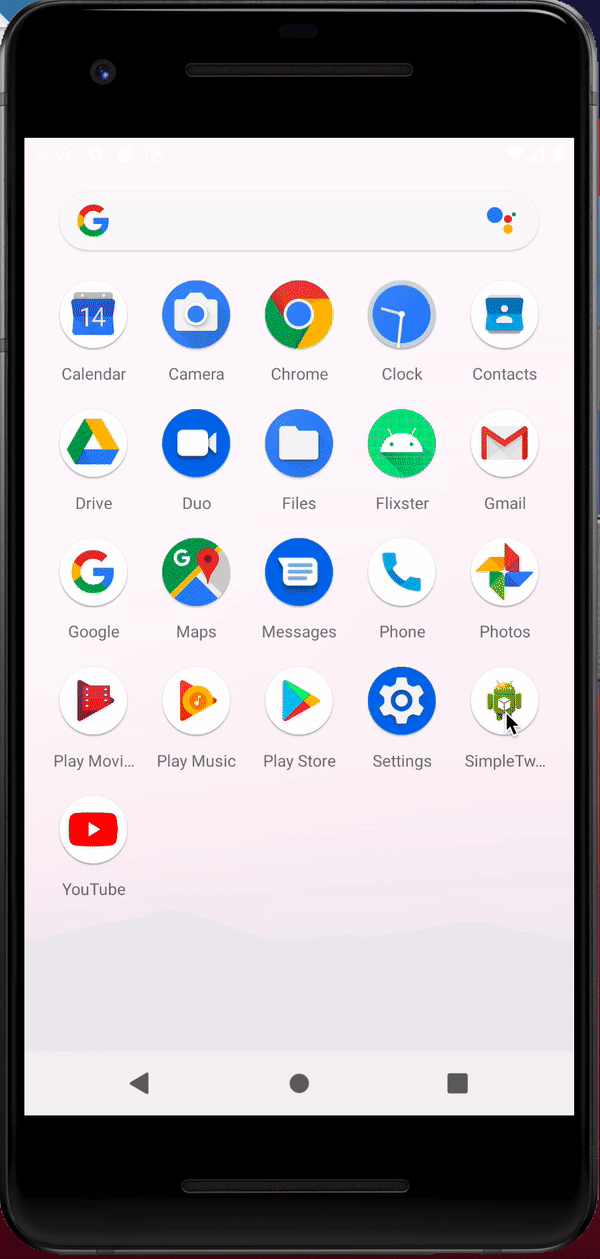 5:59
G
14
Calendar Camera Chrome Clock Contacts
Drive Duo Files Flixster Gmail
G G
Google Maps Messages Phone Photos
Play Movi… Play Music Play Store Settings SimpleTw…
YouTube